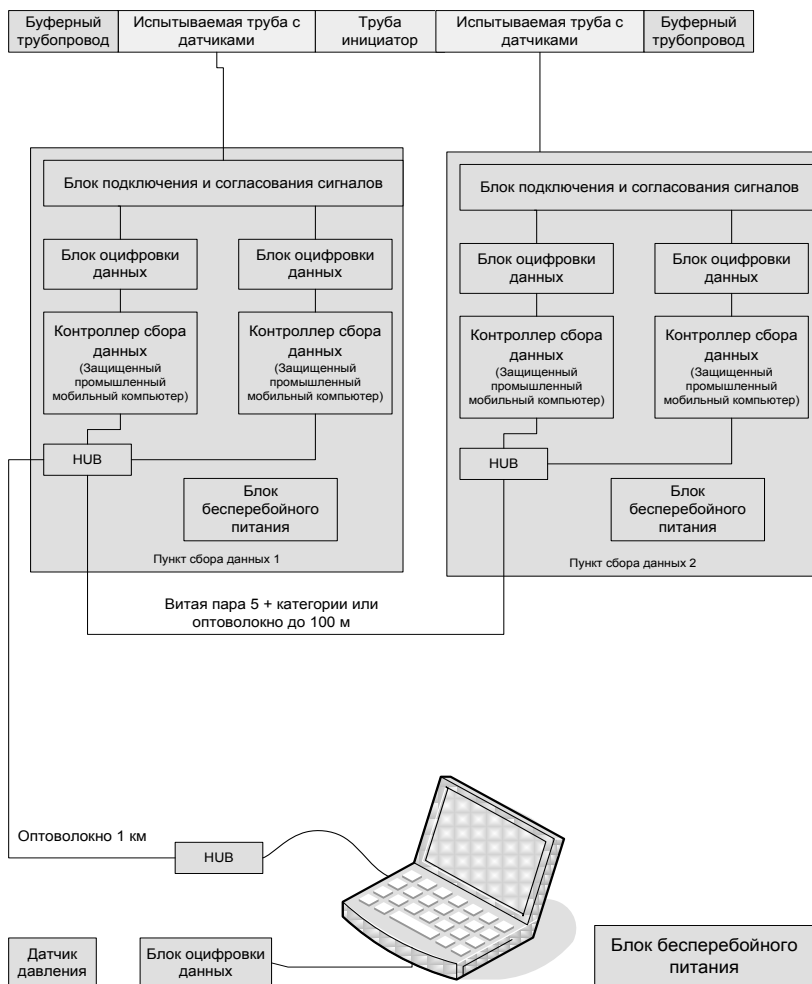 Буферный
трубопровод
Испытываемая труба с
датчиками
Труба
инициатор
Испытываемая труба с
датчиками
Буферный
трубопровод
Блок подключения и согласования сигналов
Блок оцифровки
данных
Блок оцифровки
данных
Контроллер сбора
данных
(Защищенный
промышленный
мобильный компьютер)
Контроллер сбора
данных
(Защищенный
промышленный
мобильный компьютер)
HUB
Блок
бесперебойного
питания
Пункт сбора данных 1
Блок подключения и согласования сигналов
Блок оцифровки
данных
Блок оцифровки
данных
Контроллер сбора
данных
(Защищенный
промышленный
мобильный компьютер)
Контроллер сбора
данных
(Защищенный
промышленный
мобильный компьютер)
HUB
Блок
бесперебойного
питания
Пункт сбора данных 2
Витая пара 5 + категории или
оптоволокно до 100 м
Оптоволокно 1 км
HUB
Датчик
давления
Блок оцифровки
данных
Блок бесперебойного
питания